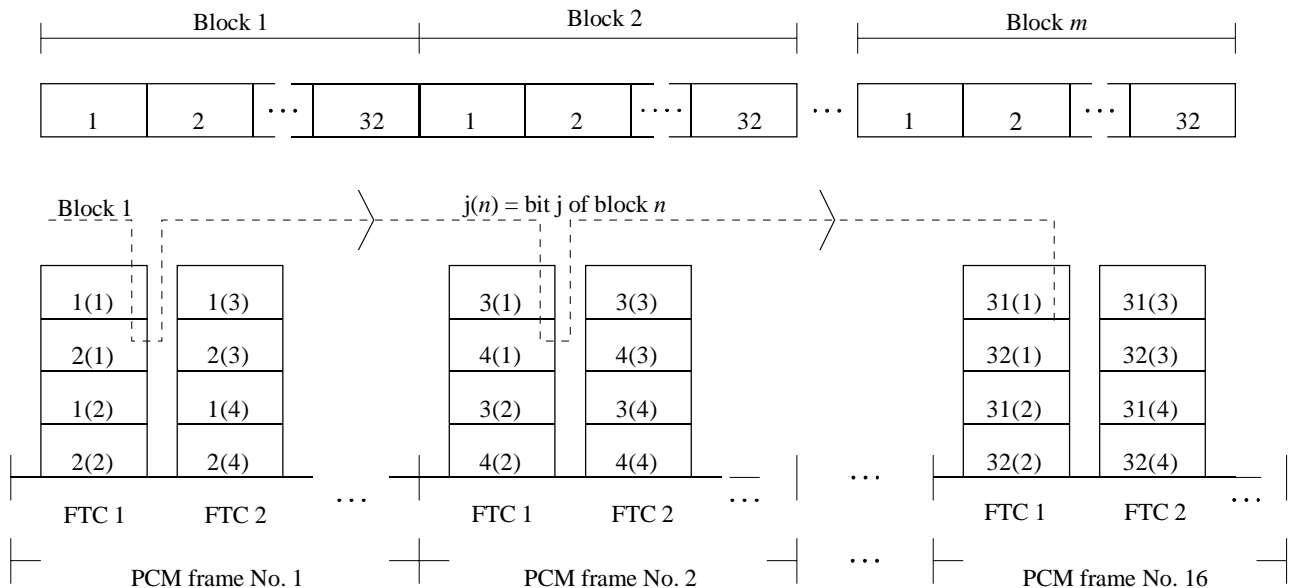 Block 1 Block 2 Block m
1 2 ... 32 1 2 .... 32 ... 1 2 ... 32
Block 1 j(n) = bit j of block n
1(1) 1(3) 3(1) 3(3) 31(1) 31(3)
2(1) 2(3) 4(1) 4(3) 32(1) 32(3)
1(2) 1(4) 3(2) 3(4) 31(2) 31(4)
2(2) 2(4) 4(2) 4(4) 32(2) 32(4)
... ... ... ...
FTC 1 FTC 2 FTC 1 FTC 2 FTC 1 FTC 2
PCM frame No. 1 PCM frame No. 2 ... PCM frame No. 16